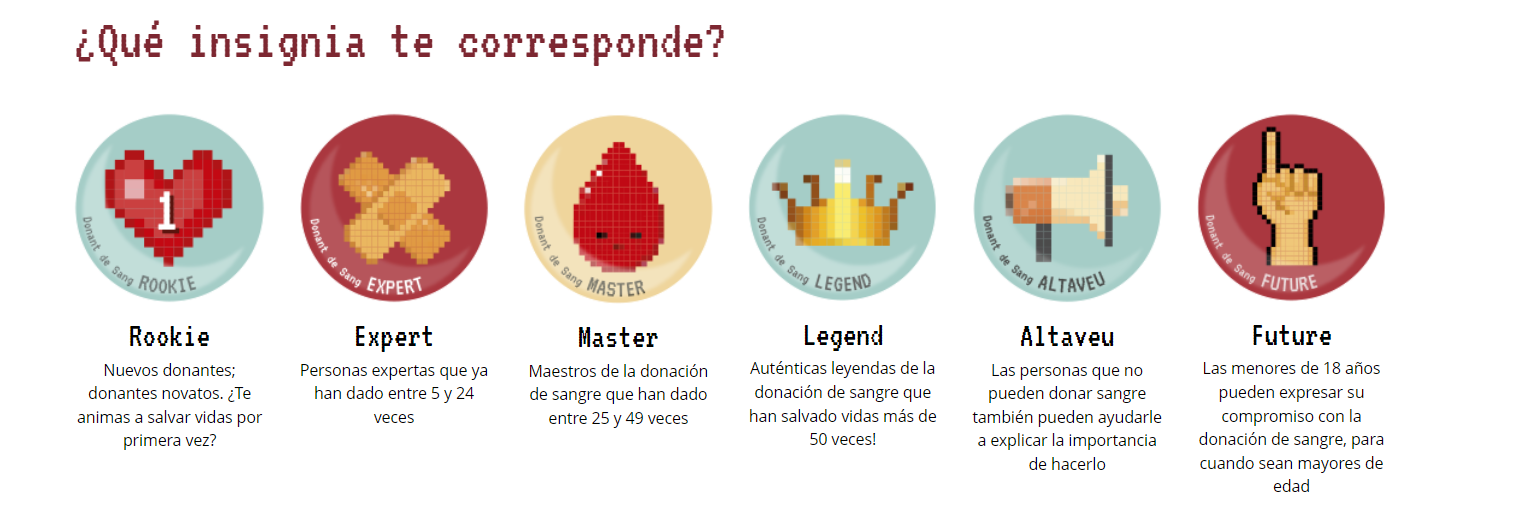 ¿Qué insignia te corresponde?
1
Donant de Sang ROOKIE
Donant de Sang EXPERT
Donant de Sang MASTER
Donant de Sang LEGEND
Donant de Sang ALTAVEU
Donant de Sang FUTURE
Rookie
Nuevos donantes;
donantes novatos. ¿Te
animas a salvar vidas por
primera vez?
Expert
Personas expertas que ya
han dado entre 5 y 24
veces
Master
Maestros de la donación
de sangre que han dado
entre 25 y 49 veces
Legend
Auténticas leyendas de la
donación de sangre que
han salvado vidas más de
50 veces!
Altaveu
Las personas que no
pueden donar sangre
también pueden ayudarle
a explicar la importancia
de hacerlo
Future
Las menores de 18 años
pueden expresar su
compromiso con la
donación de sangre, para
cuando sean mayores de
edad